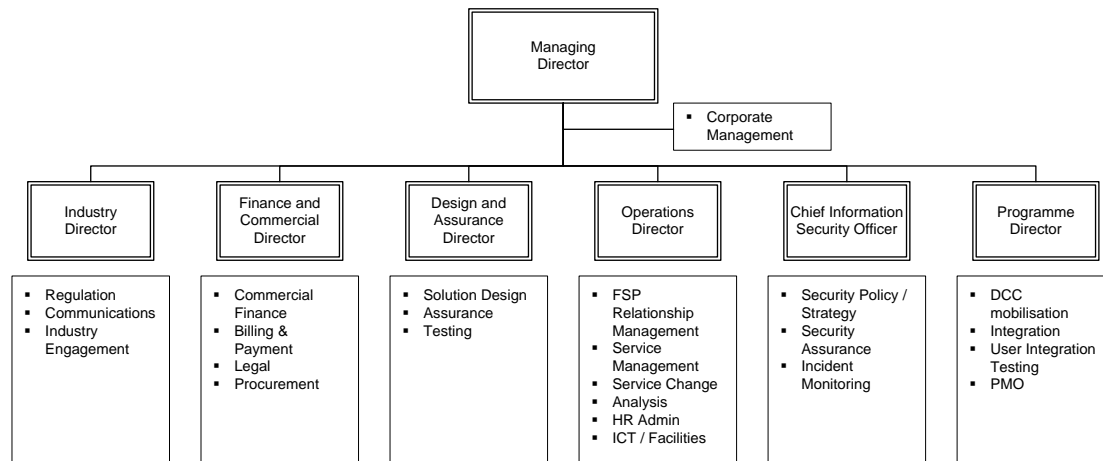 Managing
Director
▪ Corporate
Management
Industry
Director
Finance and
Commercial
Director
Design and
Assurance
Director
Operations
Director
Chief Information
Security Officer
Programme
Director
▪ Regulation
▪ Communications
▪ Industry
Engagement
▪ Commercial
Finance
▪ Billing &
Payment
▪ Legal
▪ Procurement
▪ Solution Design
▪ Assurance
▪ Testing
▪ FSP
Relationship
Management
▪ Service
Management
▪ Service Change
▪ Analysis
▪ HR Admin
▪ ICT / Facilities
▪ Security Policy /
Strategy
▪ Security
Assurance
▪ Incident
Monitoring
▪ DCC
mobilisation
▪ Integration
▪ User Integration
Testing
▪ PMO